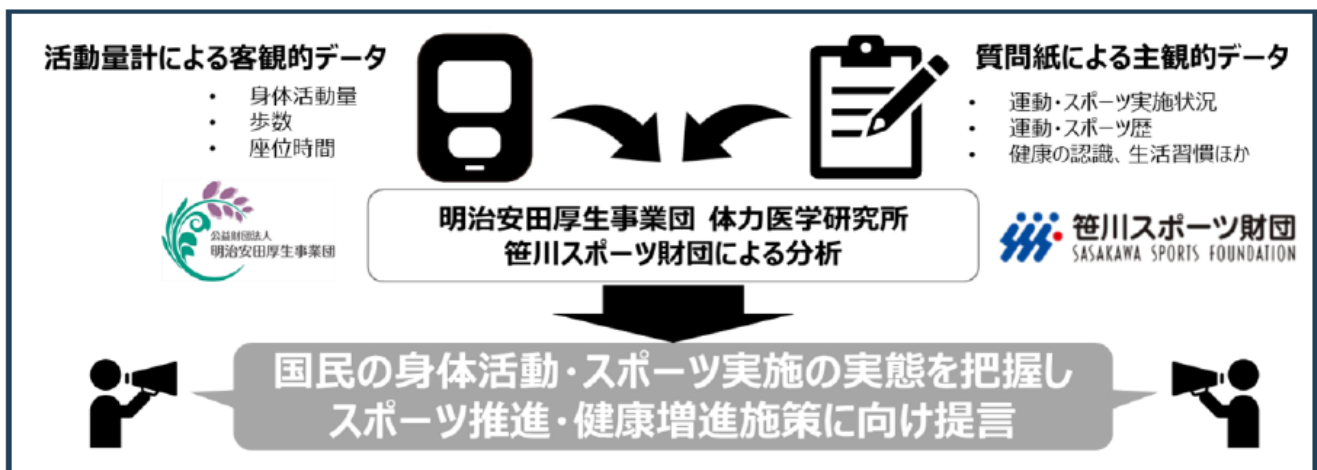 活動量計による客観的データ
・ 身体活動量
・ 歩数
・ 座位時間
質問紙による主観的データ
・ 運動・スポーツ実施状況
・ 運動・スポーツ歴
・ 健康の認識、生活習慣ほか
公益財団法人
明治安田厚生事業団
明治安田厚生事業団 体力医学研究所
笹川スポーツ財団による分析
笹川スポーツ財団
SASAKAWA SPORTS FOUNDATION
国民の身体活動・スポーツ実施の実態を把握し
スポーツ推進・健康増進施策に向け提言